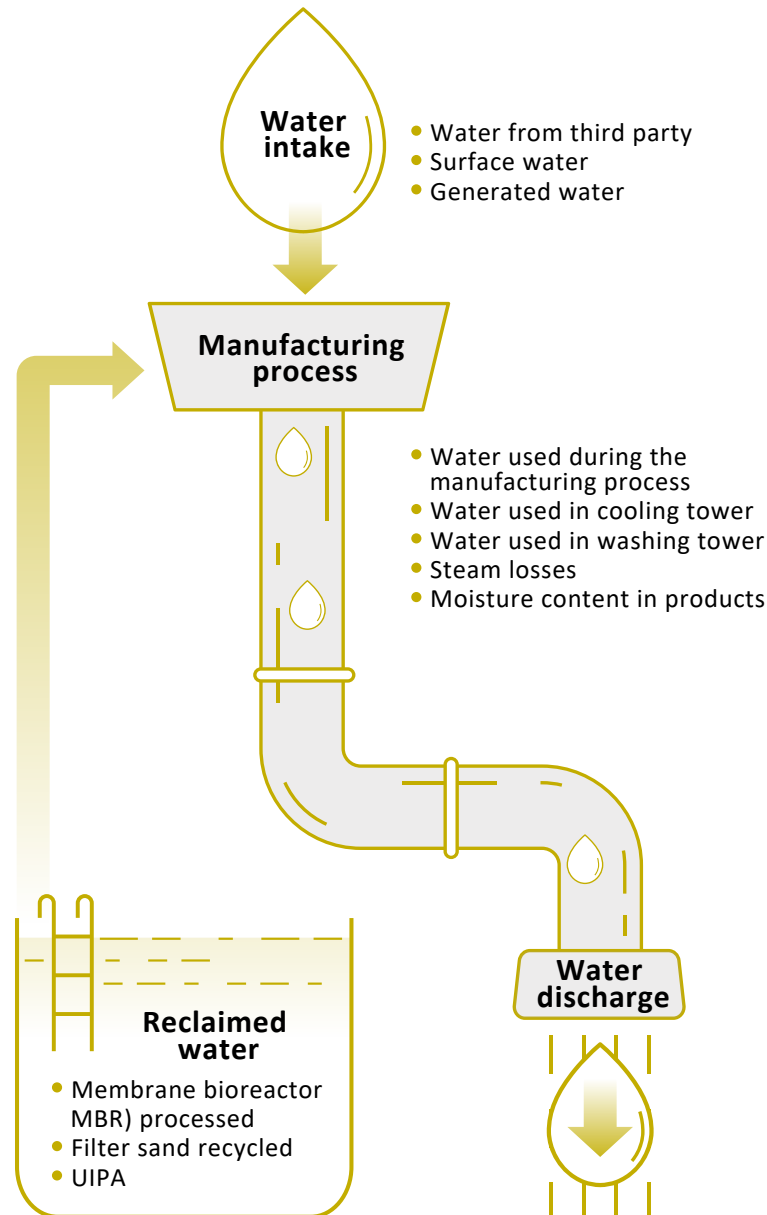 Water
intake
• Water from third party
• Surface water
• Generated water
Manufacturing
process
• Water used during the
manufacturing process
• Water used in cooling tower
• Water used in washing tower
• Steam losses
• Moisture content in products
Water
discharge
Reclaimed
water
• Membrane bioreactor
MBR) processed
• Filter sand recycled
• UIPA